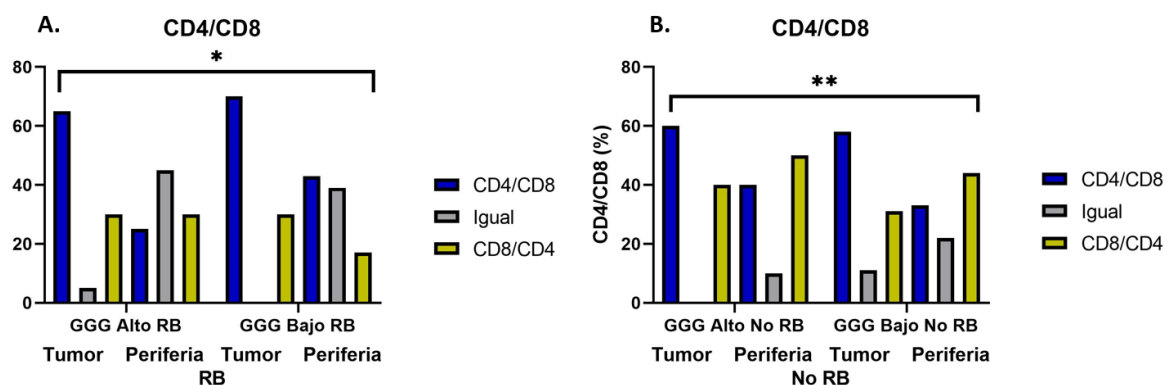 A.
CD4/CD8
*
80
60
40
20
0
GGG Alto RB GGG Bajo RB
Tumor Periferia Tumor Periferia
RB
CD4/CD8
Igual
CD8/CD4
B.
CD4/CD8
**
CD4/CD8 (%)
80
60
40
20
0
GGG Alto No RB GGG Bajo No RB
Tumor Periferia Tumor Periferia
No RB
CD4/CD8
Igual
CD8/CD4